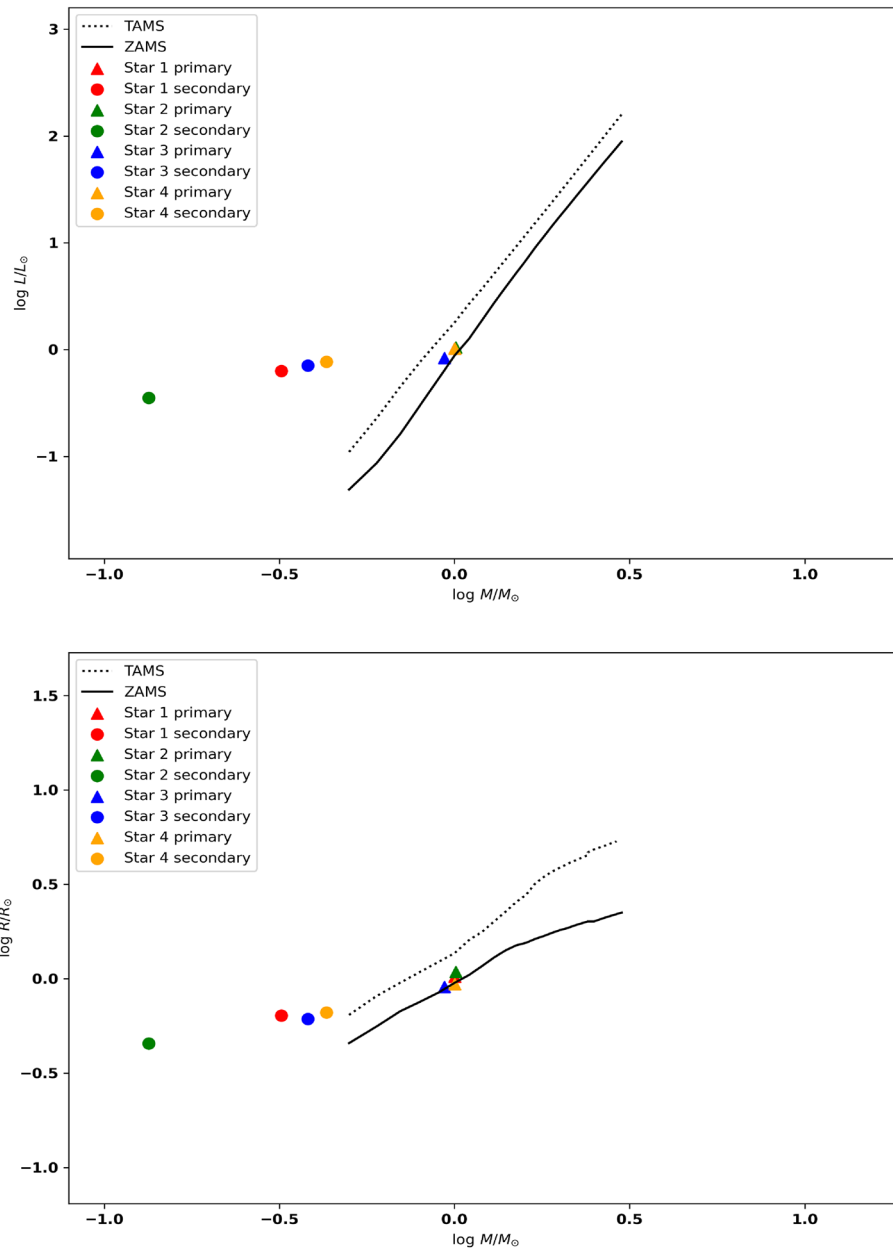 3
2
1
0
−1
log L/L⊙
TAMS
ZAMS
Star 1 primary
Star 1 secondary
Star 2 primary
Star 2 secondary
Star 3 primary
Star 3 secondary
Star 4 primary
Star 4 secondary
−1.0 −0.5 0.0 0.5 1.0
log M/M⊙
1.5
1.0
0.5
0.0
−0.5
−1.0
log R/R⊙
TAMS
ZAMS
Star 1 primary
Star 1 secondary
Star 2 primary
Star 2 secondary
Star 3 primary
Star 3 secondary
Star 4 primary
Star 4 secondary
−1.0 −0.5 0.0 0.5 1.0
log M/M⊙